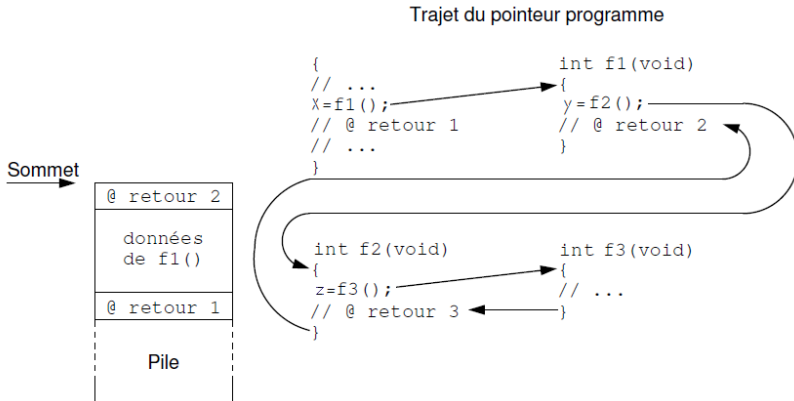 Trajet du pointeur programme
{
// ...
X=f1();
// @ retour 1
// ...
}
int f1(void)
{
y=f2();
// @ retour 2
}
Sommet
@ retour 2
données
de f1()
@ retour 1
Pile
int f2(void)
{
z=f3();
// @ retour 3
}
int f3(void)
{
// ...
}